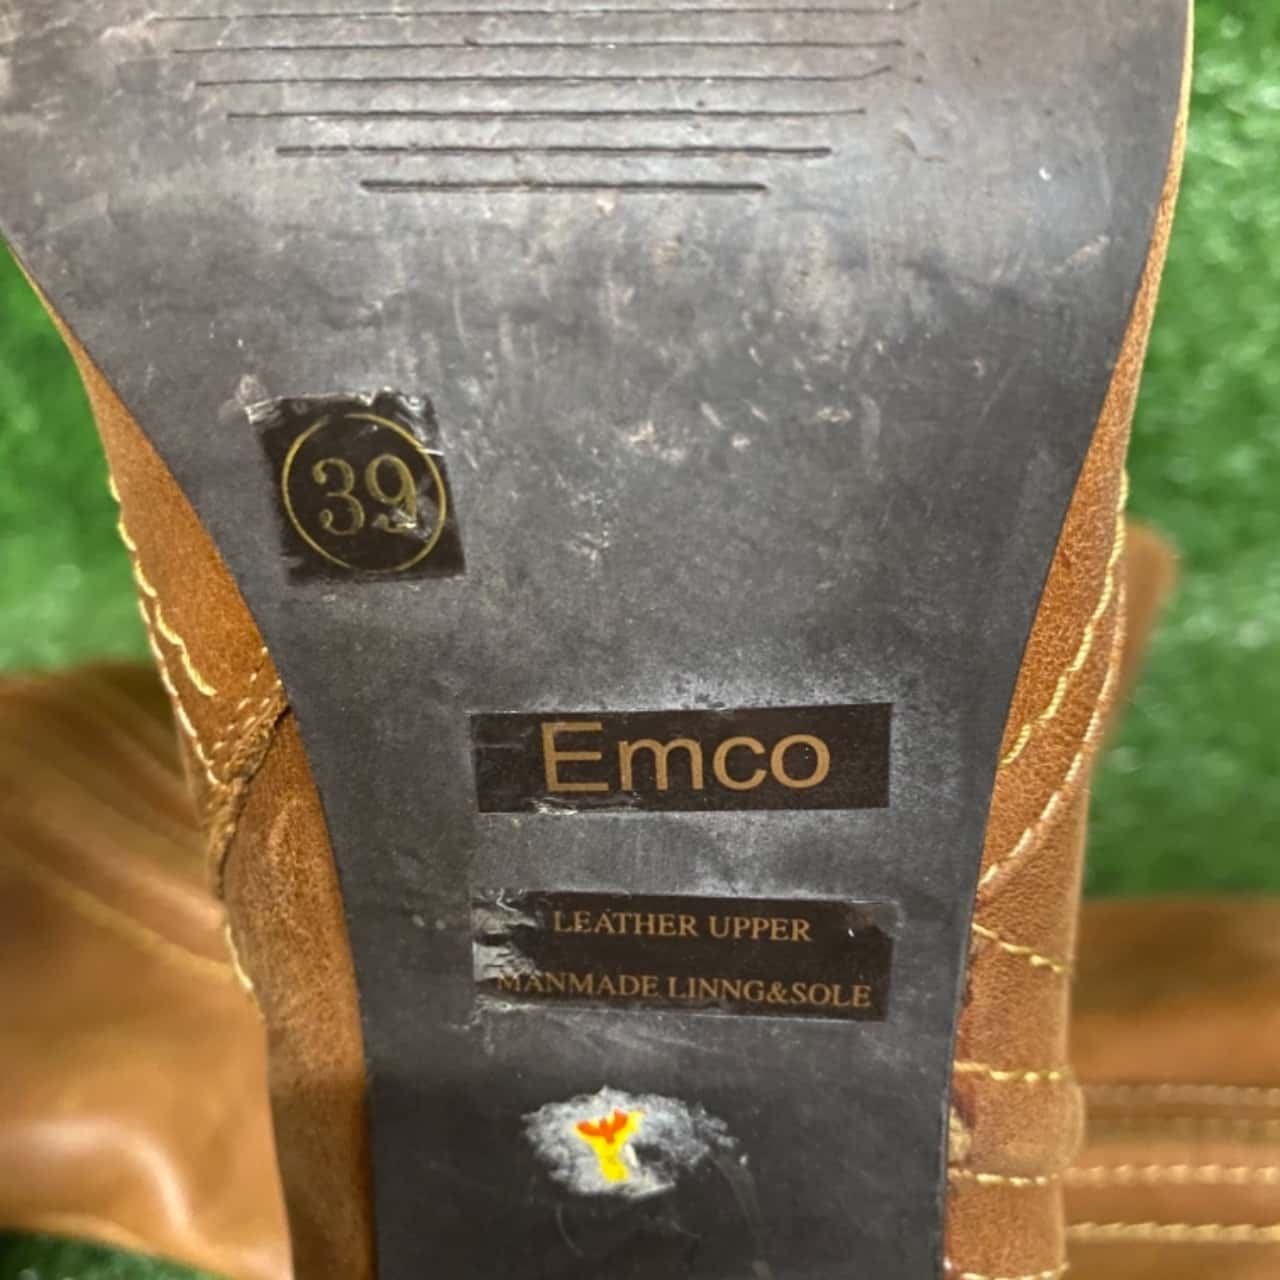 39
Emco
LEATHER UPPER
MANMADE LINNG&SOLE